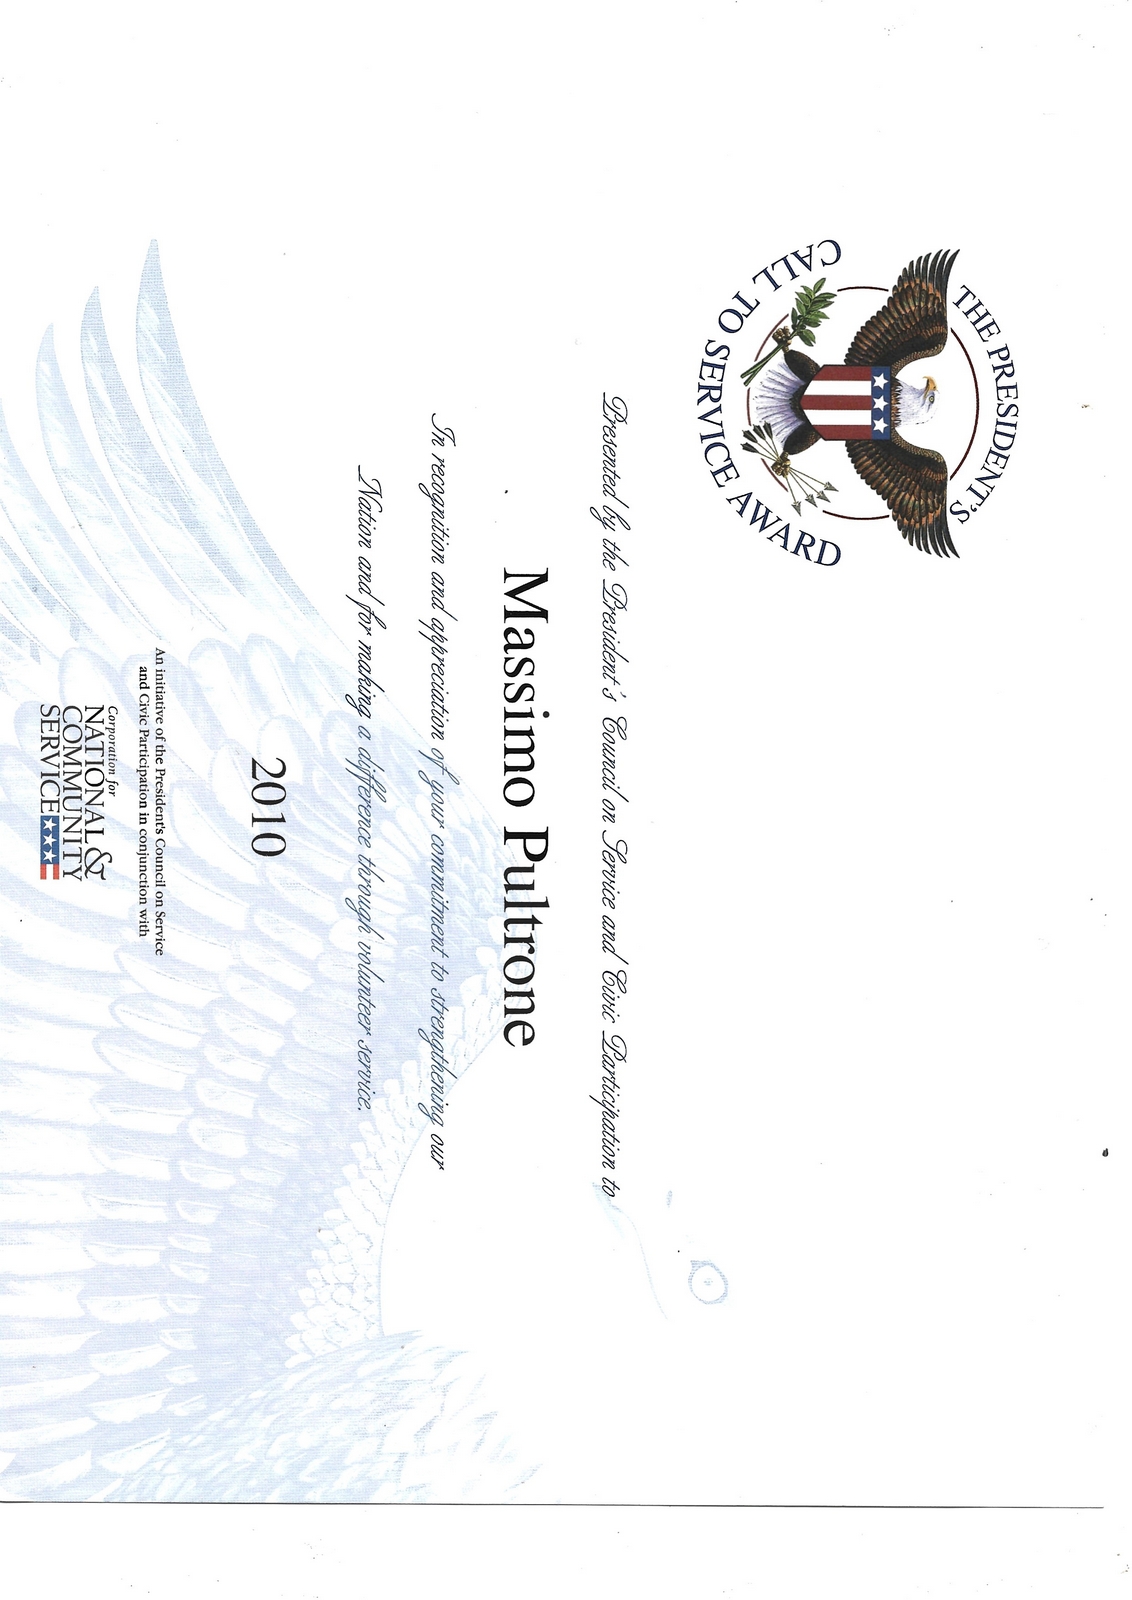 THE PRESIDENT'S
CALL TO SERVICE AWARD
Presented by the President's Council on Service and Civic Participation to
Massimo Pultrone
In recognition and appreciation of your commitment to strengthening our
Nation and for making a difference through volunteer service.
2010
An initiative of the President's Council on Service
and Civic Participation in conjunction with
Corporation for
NATIONAL &
COMMUNITY
SERVICE